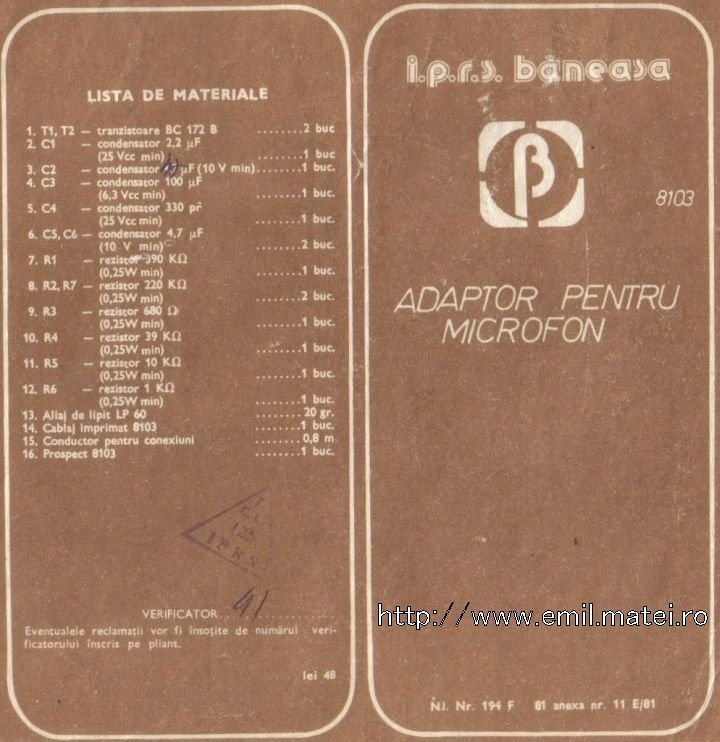 LISTA DE MATERIALE
1. T1, T2 — tranzistoare BC 172 B ........2 buc
2. C1 — condensator 2,2 µF
(25 Vcc min) ........1 buc
3. C2 — condensator µF (10 V min)........1 buc.
4. C3 — condensator 100 µF
(6,3 Vcc min) ........1 buc.
5. C4 — condensator 330 pF
(25 Vcc min) ........1 buc.
6. C5, C6 — condensator 4,7 µF
(10 V min) ........2 buc.
7. R1 — rezistor 390 KΩ
(0,25W min) ........1 buc.
8. R2, R7 — rezistor 220 KΩ
(0,25W min) ........2 buc.
9. R3 — rezistor 680 Ω
(0,25W min) ........1 buc.
10. R4 — rezistor 39 KΩ
(0,25W min) ........1 buc.
11. R5 — rezistor 10 KΩ
(0,25W min) ........1 buc.
12. R6 — rezistor 1 KΩ
(0,25W min) ........1 buc.
13. Aliaj de lipit LP 60 ........20 gr.
14. Cablaj imprimat 8103 ........1 buc.
15. Conductor pentru conexiuni ........0,8 m
16. Prospect 8103 ........1 buc.
I P R S
VERIFICATOR 41
Eventualele reclamații vor fi însoțite de numărul veri-
ficatorului înscris pe pliant.
lei 48
i.p.r.s. băneasa
β
8103
ADAPTOR PENTRU
MICROFON
http://www.emil.matei.ro
N.I. Nr. 194 F 81 anexa nr. 11 E/81